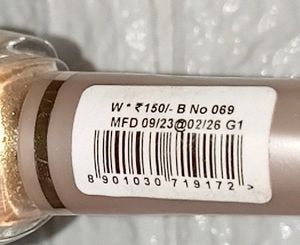 W * ₹150/- B No 069
MFD 09/23@02/26 G1
8 901030 719172 >